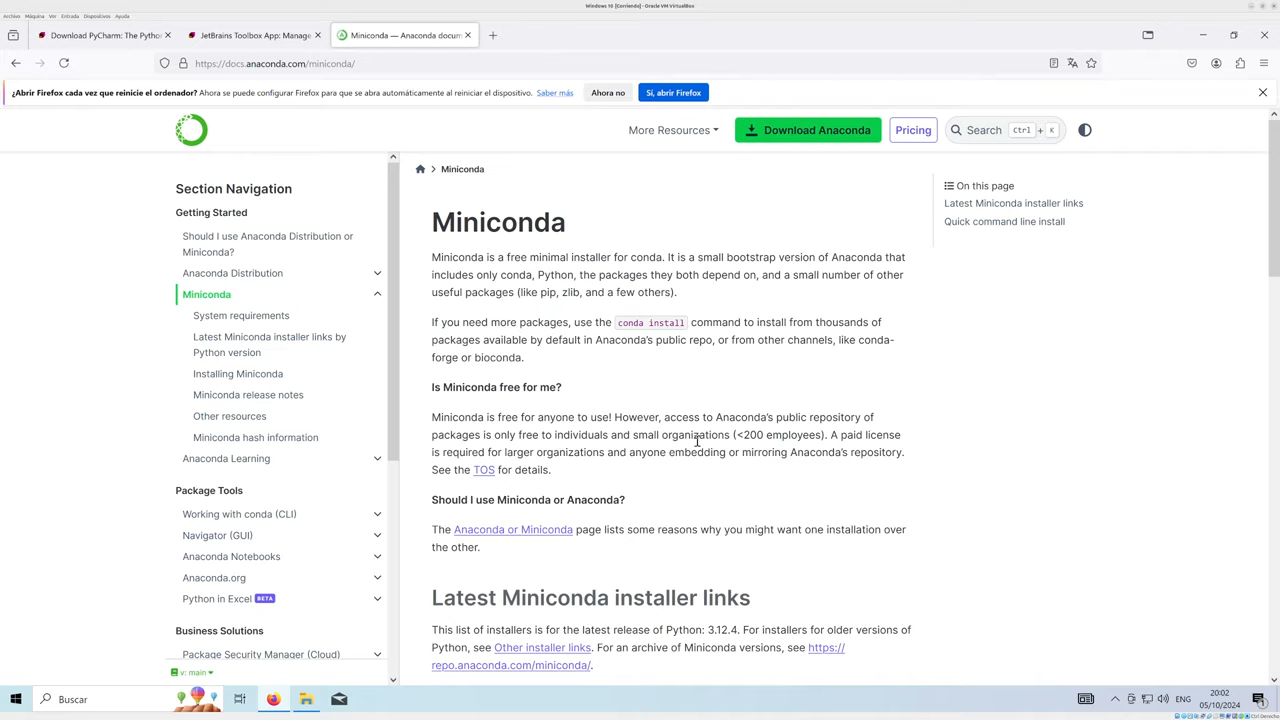 Windows 10 [Corriendo] - Oracle VM VirtualBox
Archivo Máquina Ver Entrada Dispositivos Ayuda
Download PyCharm: The Pytho
JetBrains Toolbox App: Manage
Miniconda — Anaconda docum
https://docs.anaconda.com/miniconda/
¿Abrir Firefox cada vez que reinicie el ordenador? Ahora se puede configurar Firefox para que se abra automáticamente al reiniciar el dispositivo. Saber más Ahora no Sí, abrir Firefox
More Resources Download Anaconda Pricing Search Ctrl + K
Section Navigation
Getting Started
Should I use Anaconda Distribution or
Miniconda?
Anaconda Distribution
Miniconda
System requirements
Latest Miniconda installer links by
Python version
Installing Miniconda
Miniconda release notes
Other resources
Miniconda hash information
Anaconda Learning
Package Tools
Working with conda (CLI)
Navigator (GUI)
Anaconda Notebooks
Anaconda.org
Python in Excel BETA
Business Solutions
Package Security Manager (Cloud)
v: main
Miniconda
Miniconda
Miniconda is a free minimal installer for conda. It is a small bootstrap version of Anaconda that
includes only conda, Python, the packages they both depend on, and a small number of other
useful packages (like pip, zlib, and a few others).
If you need more packages, use the conda install command to install from thousands of
packages available by default in Anaconda's public repo, or from other channels, like conda-
forge or bioconda.
Is Miniconda free for me?
Miniconda is free for anyone to use! However, access to Anaconda's public repository of
packages is only free to individuals and small organizations (<200 employees). A paid license
is required for larger organizations and anyone embedding or mirroring Anaconda's repository.
See the TOS for details.
Should I use Miniconda or Anaconda?
The Anaconda or Miniconda page lists some reasons why you might want one installation over
the other.
Latest Miniconda installer links
This list of installers is for the latest release of Python: 3.12.4. For installers for older versions of
Python, see Other installer links. For an archive of Miniconda versions, see https://
repo.anaconda.com/miniconda/.
On this page
Latest Miniconda installer links
Quick command line install
Buscar
20:02
05/10/2024
Ctrl Derecho